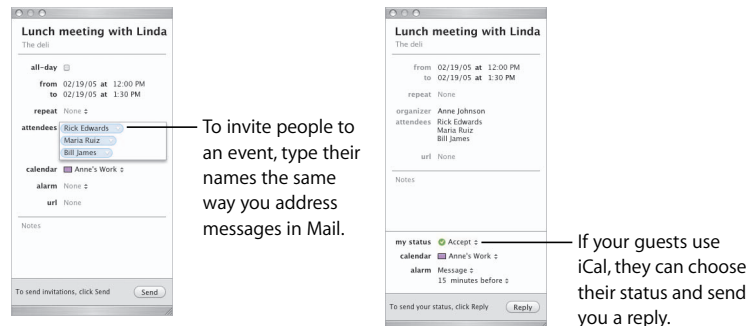 Lunch meeting with Linda
The deli
all-day
from 02/19/05 at 12:00 PM
to 02/19/05 at 1:30 PM
repeat None
attendees Rick Edwards
Maria Ruiz
Bill James
calendar Anne's Work
alarm None
url None
Notes
To send invitations, click Send
Send
To invite people to
an event, type their
names the same
way you address
messages in Mail.
Lunch meeting with Linda
The deli
from 02/19/05 at 12:00 PM
to 02/19/05 at 1:30 PM
repeat None
organizer Anne Johnson
attendees Rick Edwards
Maria Ruiz
Bill James
url None
Notes
my status Accept
calendar Anne's Work
alarm Message
15 minutes before
To send your status, click Reply
Reply
If your guests use
iCal, they can choose
their status and send
you a reply.